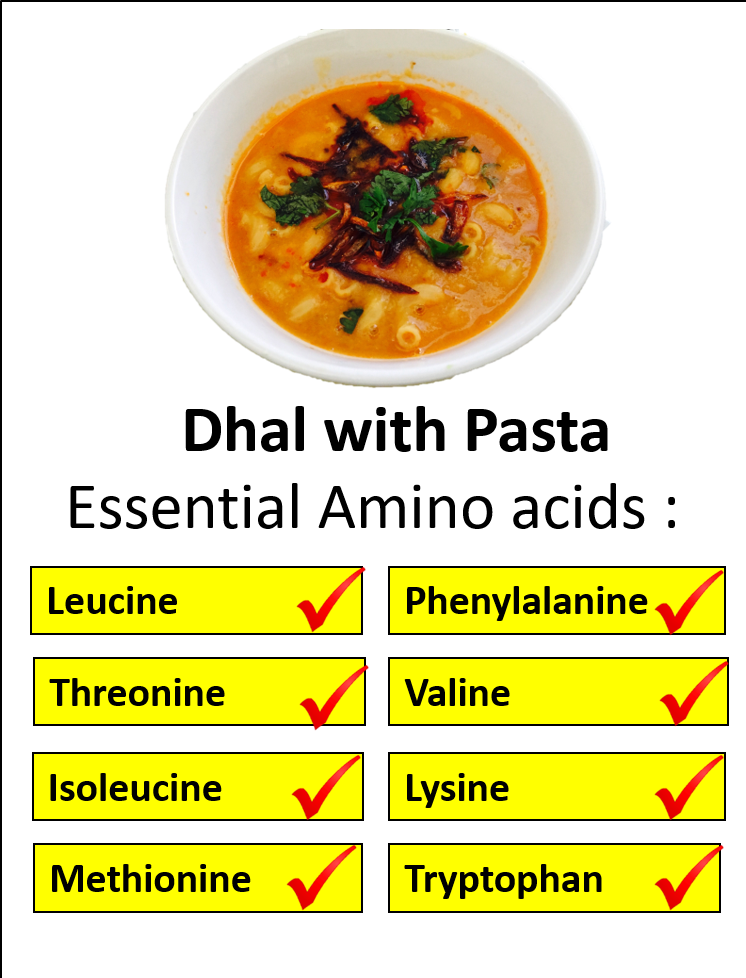 Dhal with Pasta
Essential Amino acids :
Leucine
Phenylalanine
Threonine
Valine
Isoleucine
Lysine
Methionine
Tryptophan